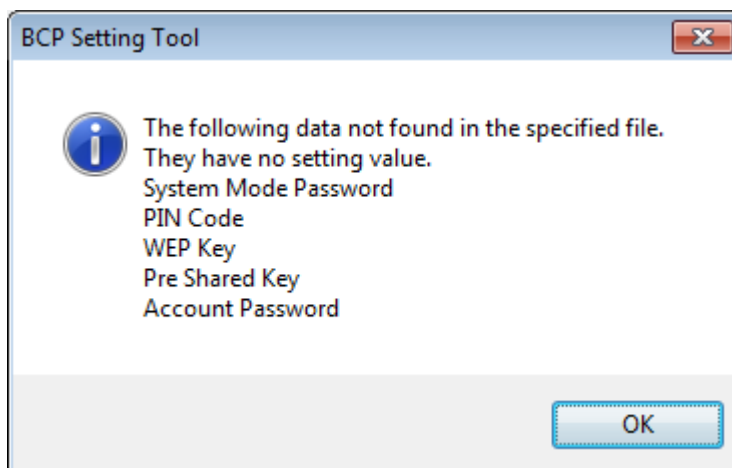 BCP Setting Tool
The following data not found in the specified file.
They have no setting value.
System Mode Password
PIN Code
WEP Key
Pre Shared Key
Account Password
OK